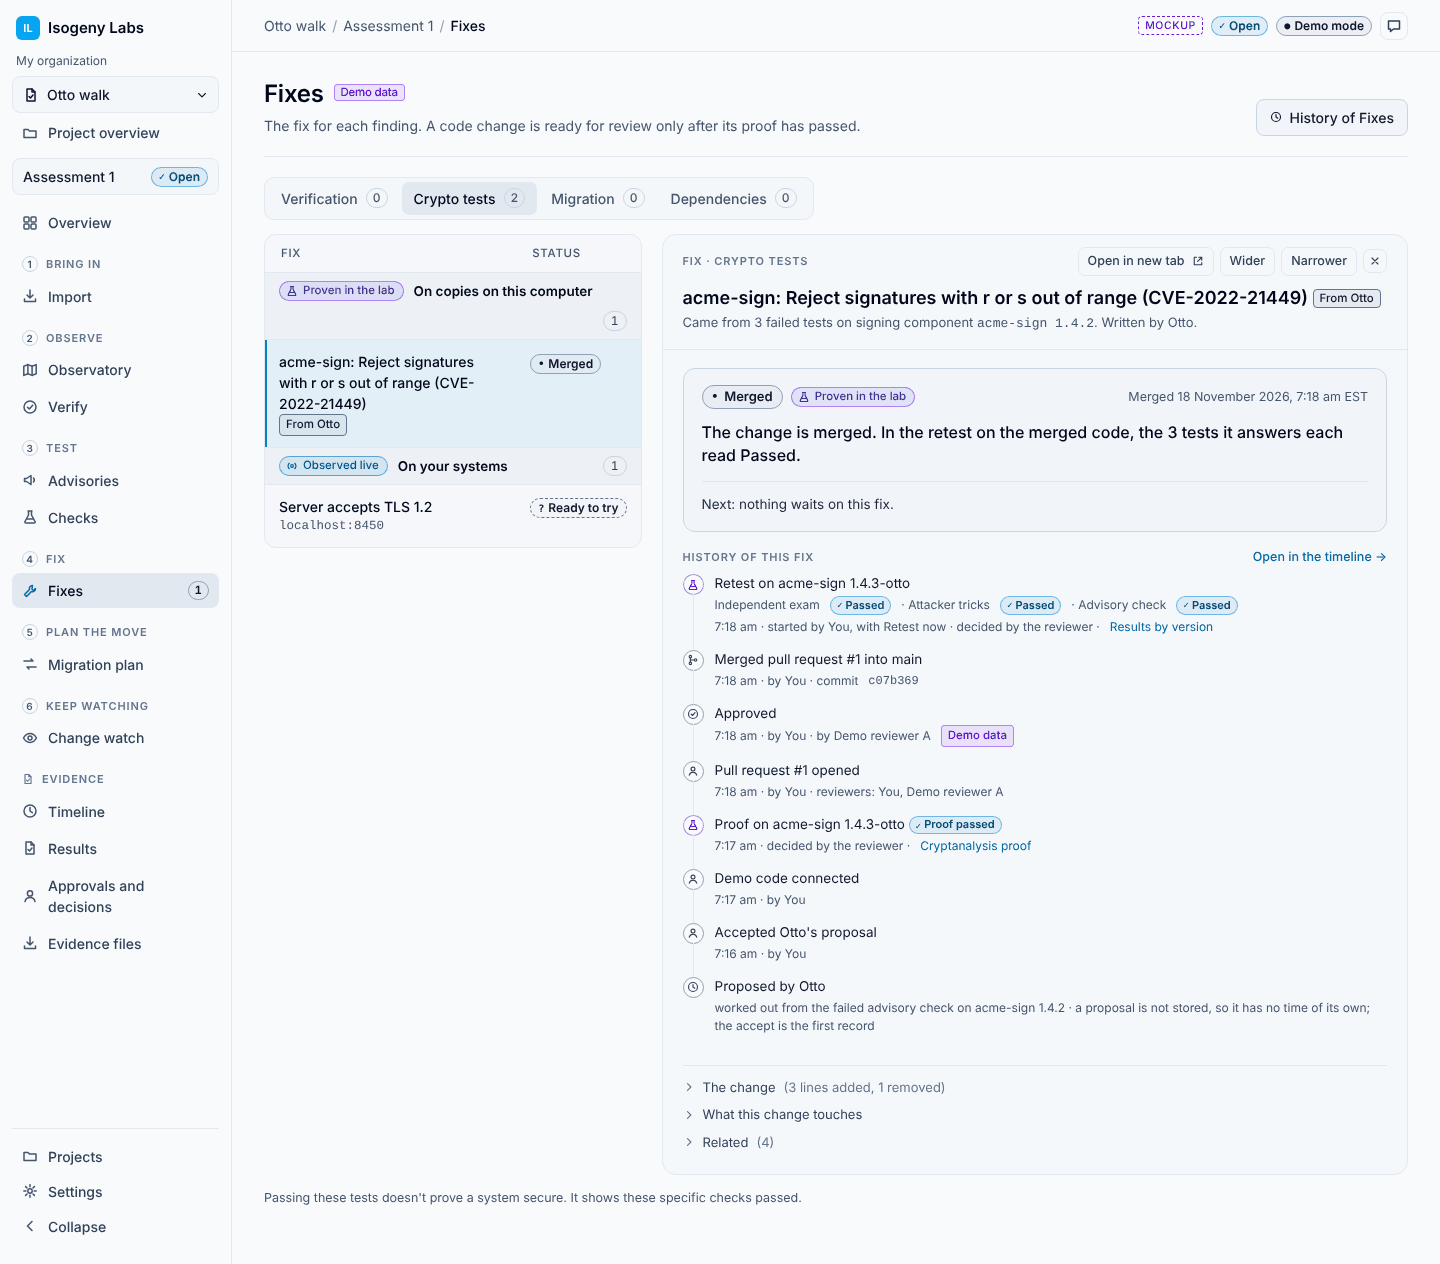 IL Isogeny Labs
My organization
Otto walk
Project overview
Assessment 1 ✓ Open
Overview
1 BRING IN
Import
2 OBSERVE
Observatory
Verify
3 TEST
Advisories
Checks
4 FIX
Fixes 1
5 PLAN THE MOVE
Migration plan
6 KEEP WATCHING
Change watch
EVIDENCE
Timeline
Results
Approvals and
decisions
Evidence files
Projects
Settings
Collapse
Otto walk / Assessment 1 / Fixes
MOCKUP ✓ Open • Demo mode
Fixes Demo data
The fix for each finding. A code change is ready for review only after its proof has passed.
History of Fixes
Verification 0 Crypto tests 2 Migration 0 Dependencies 0
FIX STATUS
Proven in the lab On copies on this computer
1
acme-sign: Reject signatures
with r or s out of range (CVE-
2022-21449)
From Otto
• Merged
Observed live On your systems 1
Server accepts TLS 1.2
localhost:8450
? Ready to try
FIX · CRYPTO TESTS
Open in new tab Wider Narrower ×
acme-sign: Reject signatures with r or s out of range (CVE-2022-21449) From Otto
Came from 3 failed tests on signing component acme-sign 1.4.2. Written by Otto.
• Merged Proven in the lab Merged 18 November 2026, 7:18 am EST
The change is merged. In the retest on the merged code, the 3 tests it answers each
read Passed.
Next: nothing waits on this fix.
HISTORY OF THIS FIX Open in the timeline →
Retest on acme-sign 1.4.3-otto
Independent exam ✓ Passed · Attacker tricks ✓ Passed · Advisory check ✓ Passed
7:18 am · started by You, with Retest now · decided by the reviewer · Results by version
Merged pull request #1 into main
7:18 am · by You · commit c07b369
Approved
7:18 am · by You · by Demo reviewer A Demo data
Pull request #1 opened
7:18 am · by You · reviewers: You, Demo reviewer A
Proof on acme-sign 1.4.3-otto ✓ Proof passed
7:17 am · decided by the reviewer · Cryptanalysis proof
Demo code connected
7:17 am · by You
Accepted Otto's proposal
7:16 am · by You
Proposed by Otto
worked out from the failed advisory check on acme-sign 1.4.2 · a proposal is not stored, so it has no time of its own;
the accept is the first record
The change (3 lines added, 1 removed)
What this change touches
Related (4)
Passing these tests doesn't prove a system secure. It shows these specific checks passed.